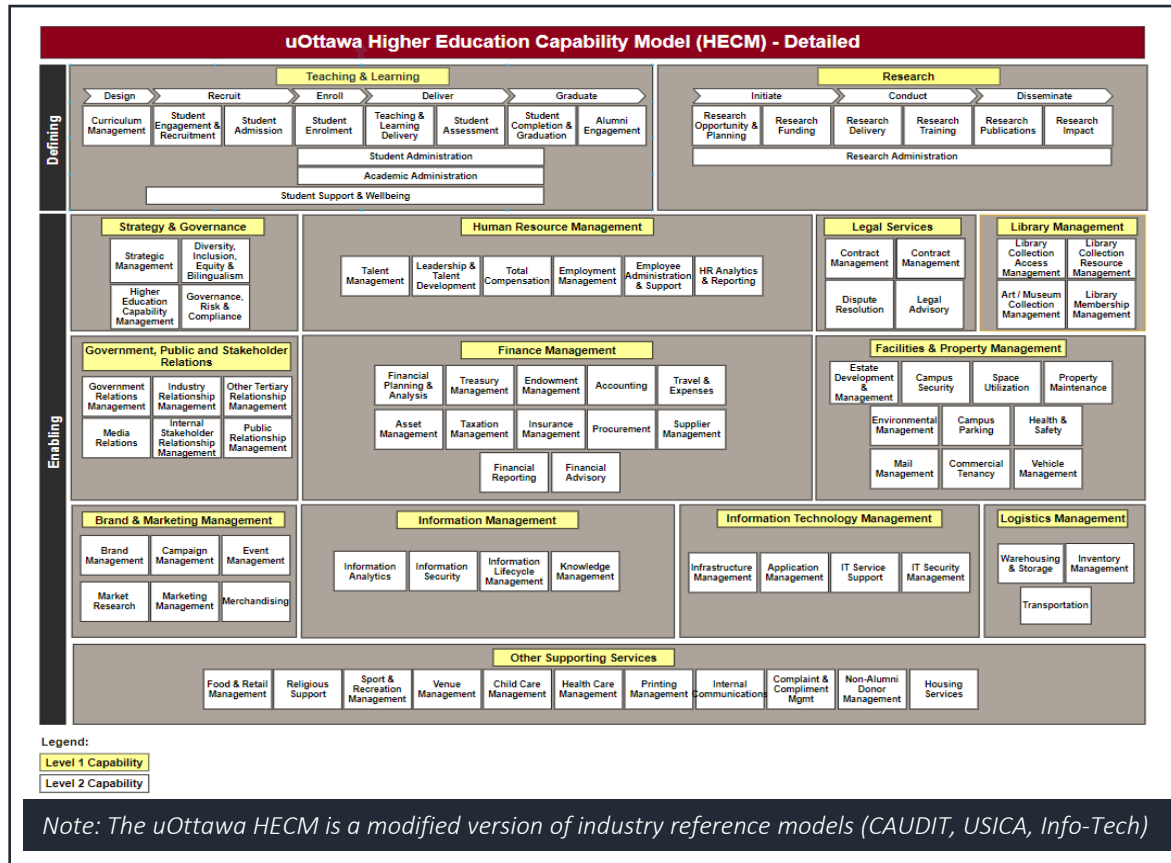 uOttawa Higher Education Capability Model (HECM) - Detailed
Defining
Teaching & Learning
Design
Recruit
Enroll
Deliver
Graduate
Curriculum
Management
Student
Engagement &
Recruitment
Student
Admission
Student
Enrolment
Teaching &
Learning
Delivery
Student
Assessment
Student
Completion &
Graduation
Alumni
Engagement
Student Administration
Academic Administration
Student Support & Wellbeing
Research
Initiate
Conduct
Disseminate
Research
Opportunity &
Planning
Research
Funding
Research
Delivery
Research
Training
Research
Publications
Research
Impact
Research Administration
Enabling
Strategy & Governance
Strategic
Management
Diversity,
Inclusion,
Equity &
Bilingualism
Higher
Education
Capability
Management
Governance,
Risk &
Compliance
Human Resource Management
Talent
Management
Leadership &
Talent
Development
Total
Compensation
Employment
Management
Employee
Administration
& Support
HR Analytics
& Reporting
Legal Services
Contract
Management
Contract
Management
Dispute
Resolution
Legal
Advisory
Library Management
Library
Collection
Access
Management
Library
Collection
Resource
Management
Art / Museum
Collection
Management
Library
Membership
Management
Government, Public and Stakeholder
Relations
Government
Relations
Management
Industry
Relationship
Management
Other Tertiary
Relationship
Management
Media
Relations
Internal
Stakeholder
Relationship
Management
Public
Relationship
Management
Finance Management
Financial
Planning &
Analysis
Treasury
Management
Endowment
Management
Accounting
Travel &
Expenses
Asset
Management
Taxation
Management
Insurance
Management
Procurement
Supplier
Management
Financial
Reporting
Financial
Advisory
Facilities & Property Management
Estate
Development
& Management
Campus
Security
Space
Utilization
Property
Maintenance
Environmental
Management
Campus
Parking
Health &
Safety
Mail
Management
Commercial
Tenancy
Vehicle
Management
Brand & Marketing Management
Brand
Management
Campaign
Management
Event
Management
Market
Research
Marketing
Management
Merchandising
Information Management
Information
Analytics
Information
Security
Information
Lifecycle
Management
Knowledge
Management
Information Technology Management
Infrastructure
Management
Application
Management
IT Service
Support
IT Security
Management
Logistics Management
Warehousing
& Storage
Inventory
Management
Transportation
Other Supporting Services
Food & Retail
Management
Religious
Support
Sport &
Recreation
Management
Venue
Management
Child Care
Management
Health Care
Management
Printing
Management
Internal
Communications
Complaint &
Compliment
Mgmt
Non-Alumni
Donor
Management
Housing
Services
Legend:
Level 1 Capability
Level 2 Capability
Note: The uOttawa HECM is a modified version of industry reference models (CAUDIT, USICA, Info-Tech)